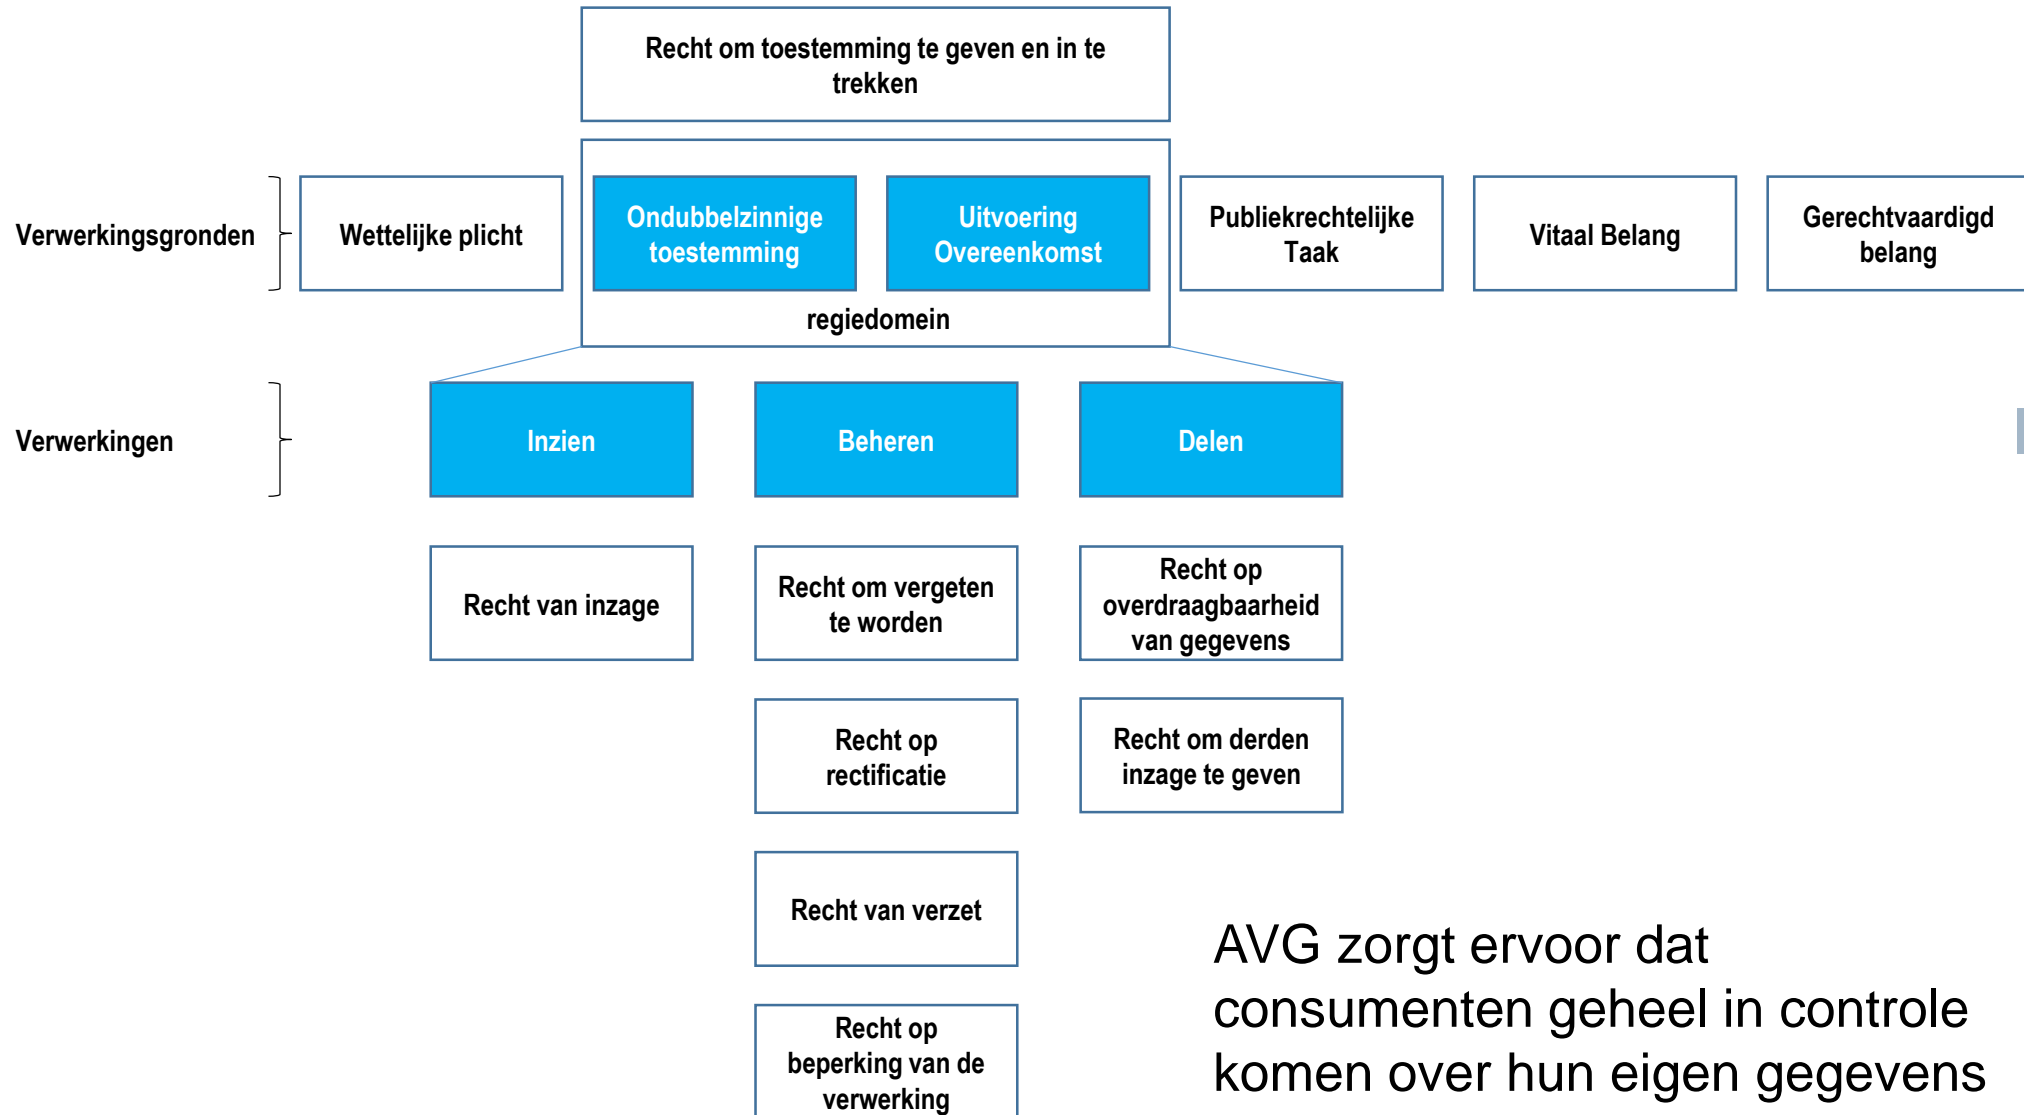 Recht om toestemming te geven en in te
trekken
Verwerkingsgronden
Wettelijke plicht
Ondubbelzinnige
toestemming
Uitvoering
Overeenkomst
Publiekrechtelijke
Taak
Vitaal Belang
Gerechtvaardigd
belang
regiedomein
Verwerkingen
Inzien
Beheren
Delen
Recht van inzage
Recht om vergeten
te worden
Recht op
overdraagbaarheid
van gegevens
Recht op
rectificatie
Recht om derden
inzage te geven
Recht van verzet
Recht op
beperking van de
verwerking
AVG zorgt ervoor dat
consumenten geheel in controle
komen over hun eigen gegevens